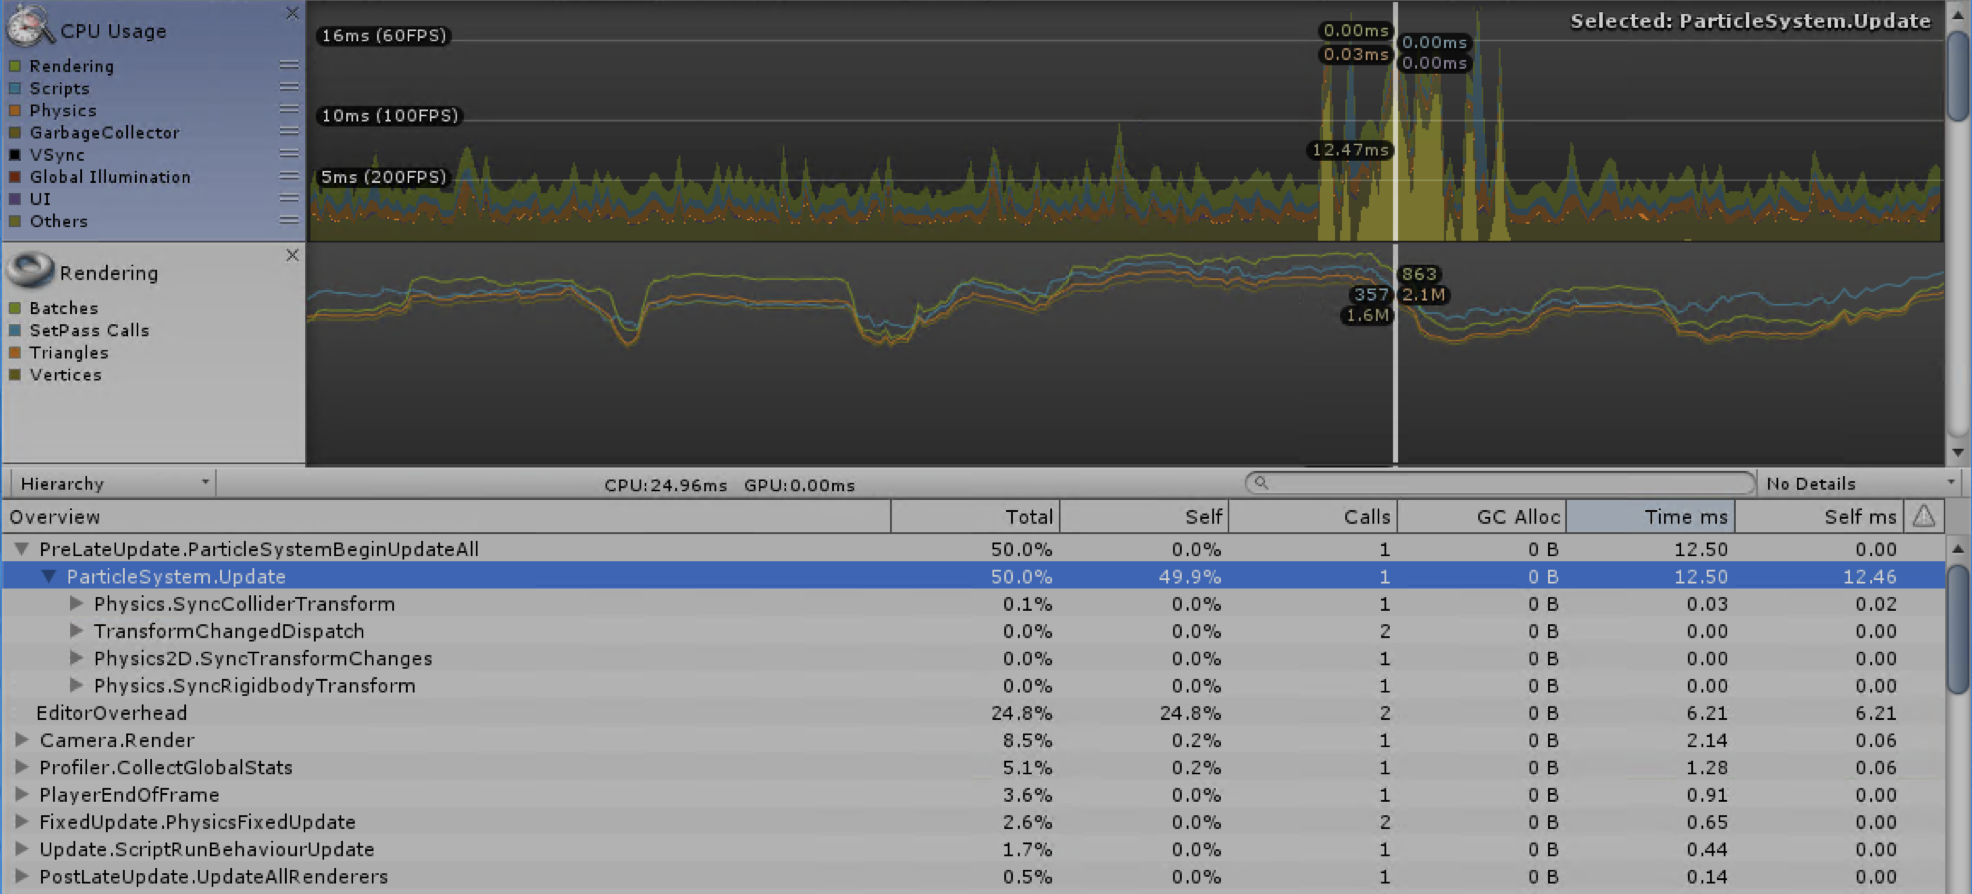 CPU Usage
Rendering
Scripts
Physics
GarbageCollector
VSync
Global Illumination
UI
Others
16ms (60FPS)
10ms (100FPS)
5ms (200FPS)
Selected: ParticleSystem.Update
0.00ms
0.03ms
0.00ms
0.00ms
12.47ms
Rendering
Batches
SetPass Calls
Triangles
Vertices
863
357 2.1M
1.6M
Hierarchy CPU:24.96ms GPU:0.00ms No Details
Overview Total Self Calls GC Alloc Time ms Self ms
PreLateUpdate.ParticleSystemBeginUpdateAll 50.0% 0.0% 1 0 B 12.50 0.00
ParticleSystem.Update 50.0% 49.9% 1 0 B 12.50 12.46
Physics.SyncColliderTransform 0.1% 0.0% 1 0 B 0.03 0.02
TransformChangedDispatch 0.0% 0.0% 2 0 B 0.00 0.00
Physics2D.SyncTransformChanges 0.0% 0.0% 1 0 B 0.00 0.00
Physics.SyncRigidbodyTransform 0.0% 0.0% 1 0 B 0.00 0.00
EditorOverhead 24.8% 24.8% 2 0 B 6.21 6.21
Camera.Render 8.5% 0.2% 1 0 B 2.14 0.06
Profiler.CollectGlobalStats 5.1% 0.2% 1 0 B 1.28 0.06
PlayerEndOfFrame 3.6% 0.0% 1 0 B 0.91 0.00
FixedUpdate.PhysicsFixedUpdate 2.6% 0.0% 2 0 B 0.65 0.00
Update.ScriptRunBehaviourUpdate 1.7% 0.0% 1 0 B 0.44 0.00
PostLateUpdate.UpdateAllRenderers 0.5% 0.0% 1 0 B 0.14 0.00